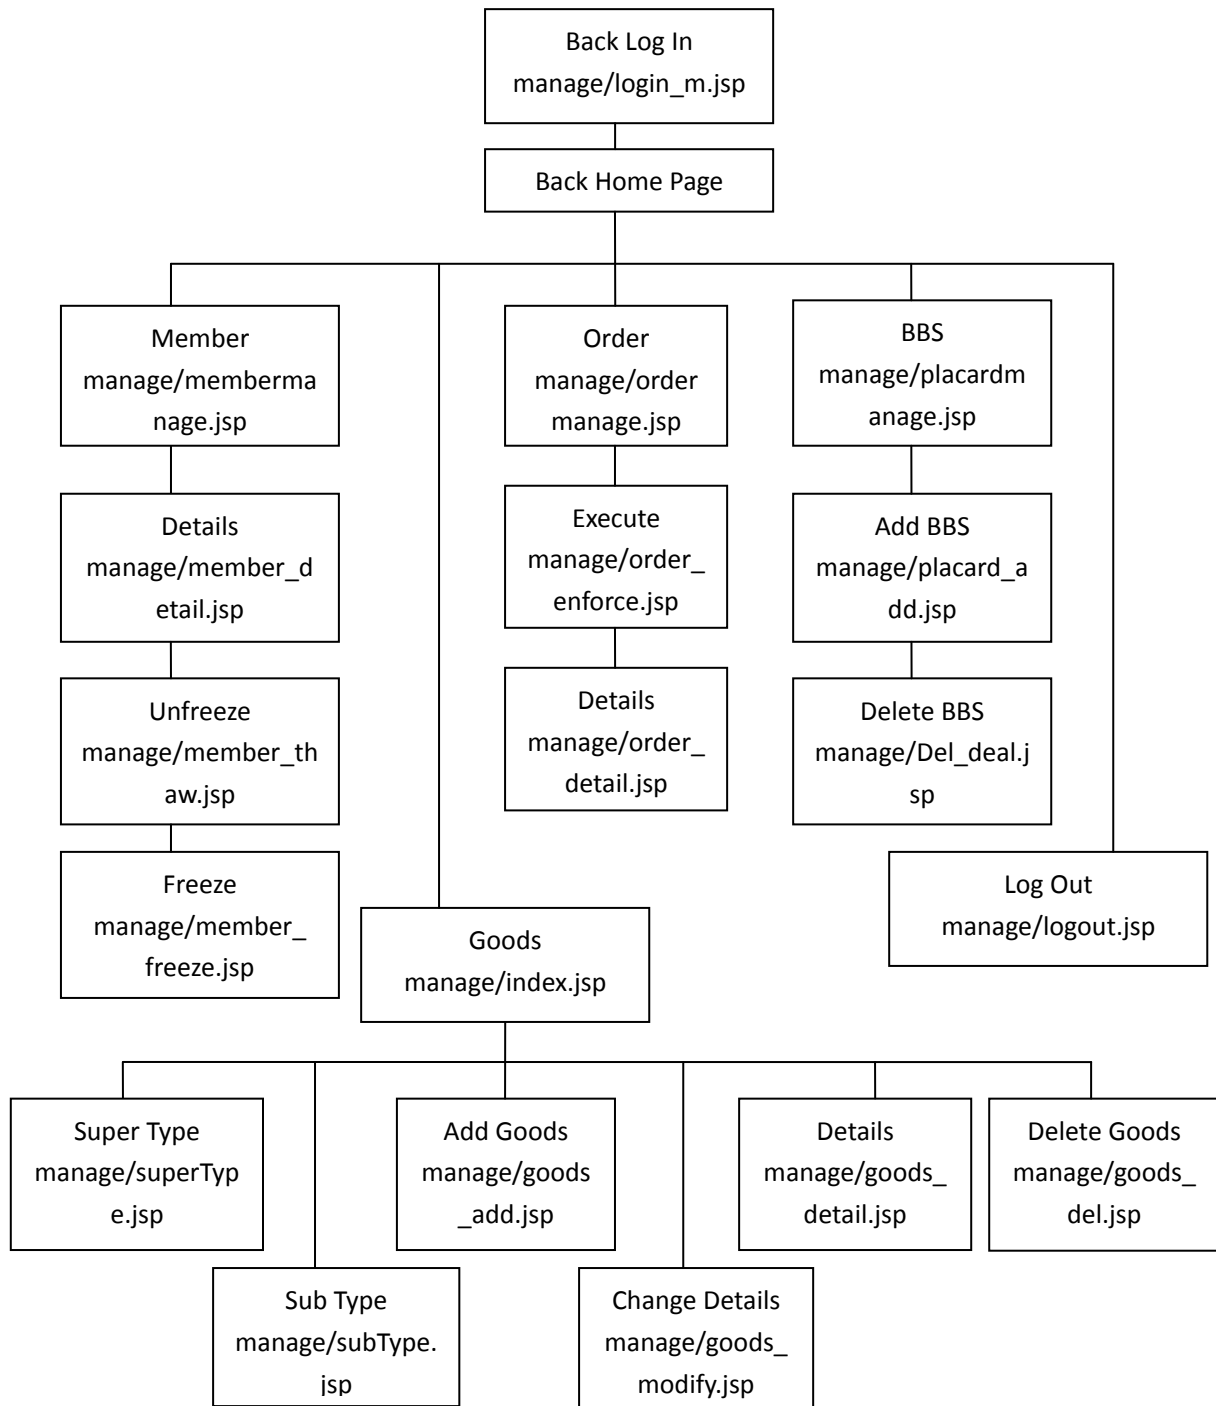 Back Log In
manage/login_m.jsp
Back Home Page
Member
manage/memberma
nage.jsp
Order
manage/order
manage.jsp
BBS
manage/placardm
anage.jsp
Details
manage/member_d
etail.jsp
Execute
manage/order_
enforce.jsp
Add BBS
manage/placard_a
dd.jsp
Unfreeze
manage/member_th
aw.jsp
Details
manage/order_
detail.jsp
Delete BBS
manage/Del_deal.j
sp
Freeze
manage/member_
freeze.jsp
Goods
manage/index.jsp
Log Out
manage/logout.jsp
Super Type
manage/superTyp
e.jsp
Add Goods
manage/goods
_add.jsp
Details
manage/goods_
detail.jsp
Delete Goods
manage/goods_
del.jsp
Sub Type
manage/subType.
jsp
Change Details
manage/goods_
modify.jsp